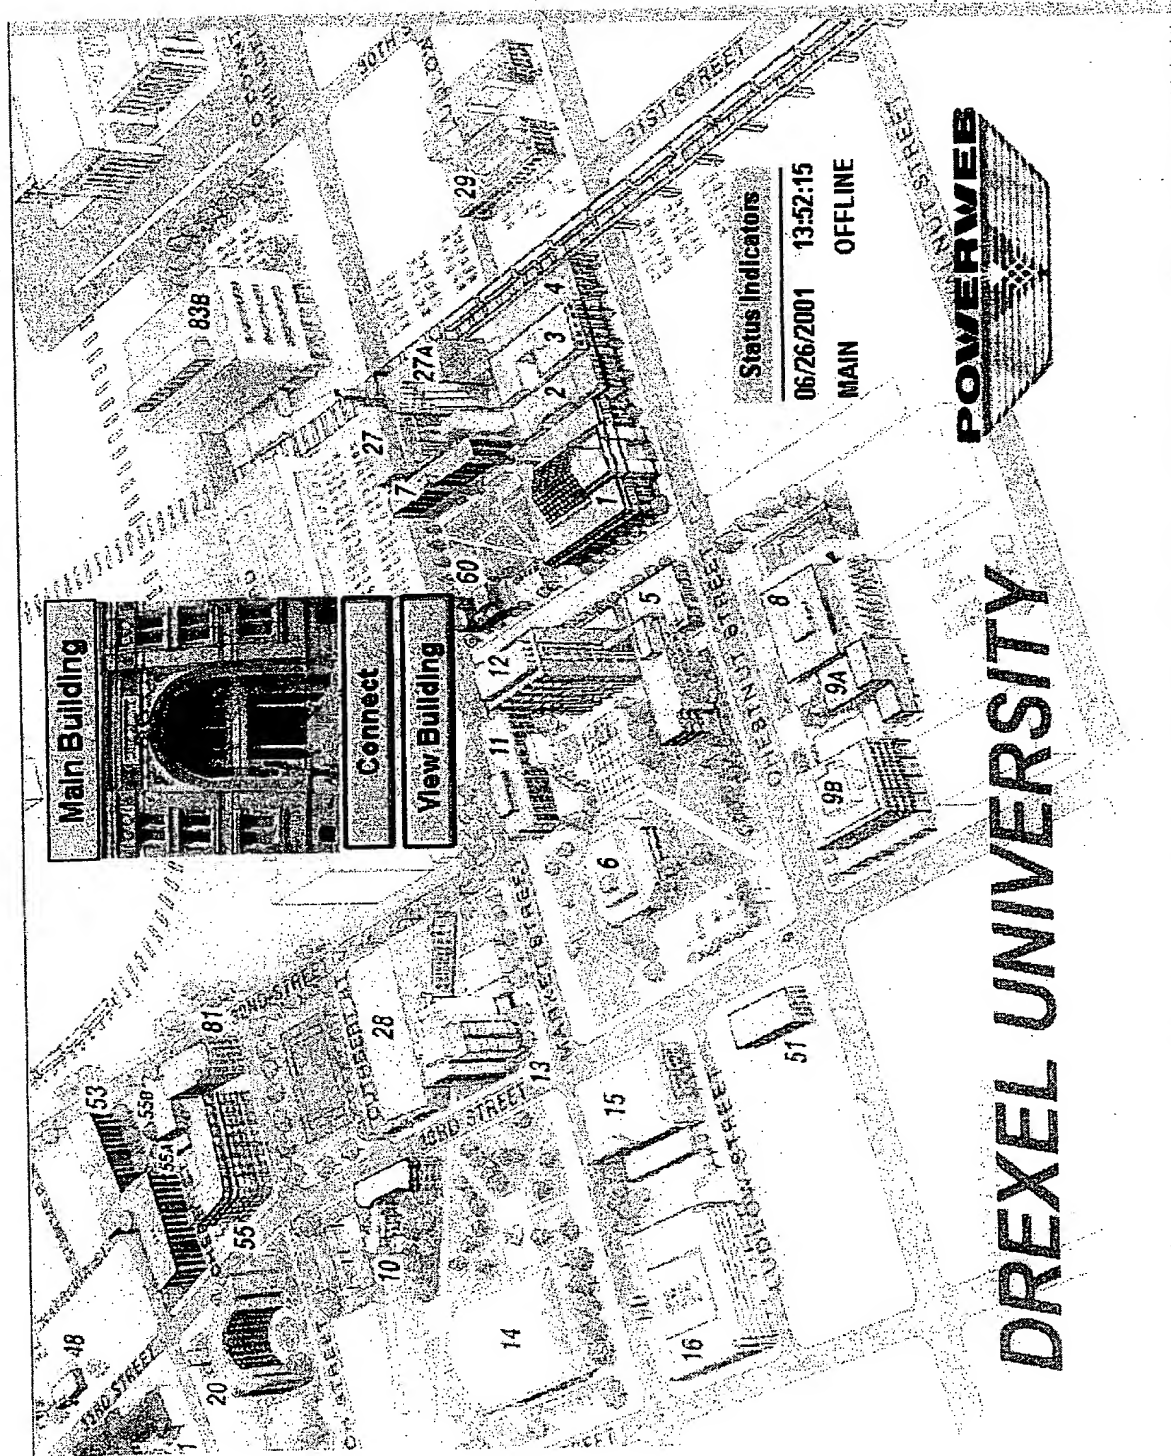 Main Building
Connect
View Building
30TH S
31ST STREET
29
83B
27A
27
7
4
3
2
1
60
12
5
11
6
8
9A
9B
CHESTNUT STREET
MARKET STREET
33RD STREET
LUDLOW STREET
28
13
15
51
81
53
55B
55A
55
48
33RD STREET
20
10
14
16
Status Indicators
06/26/2001 13:52:15
MAIN OFFLINE
POWERWEB
DREXEL UNIVERSITY